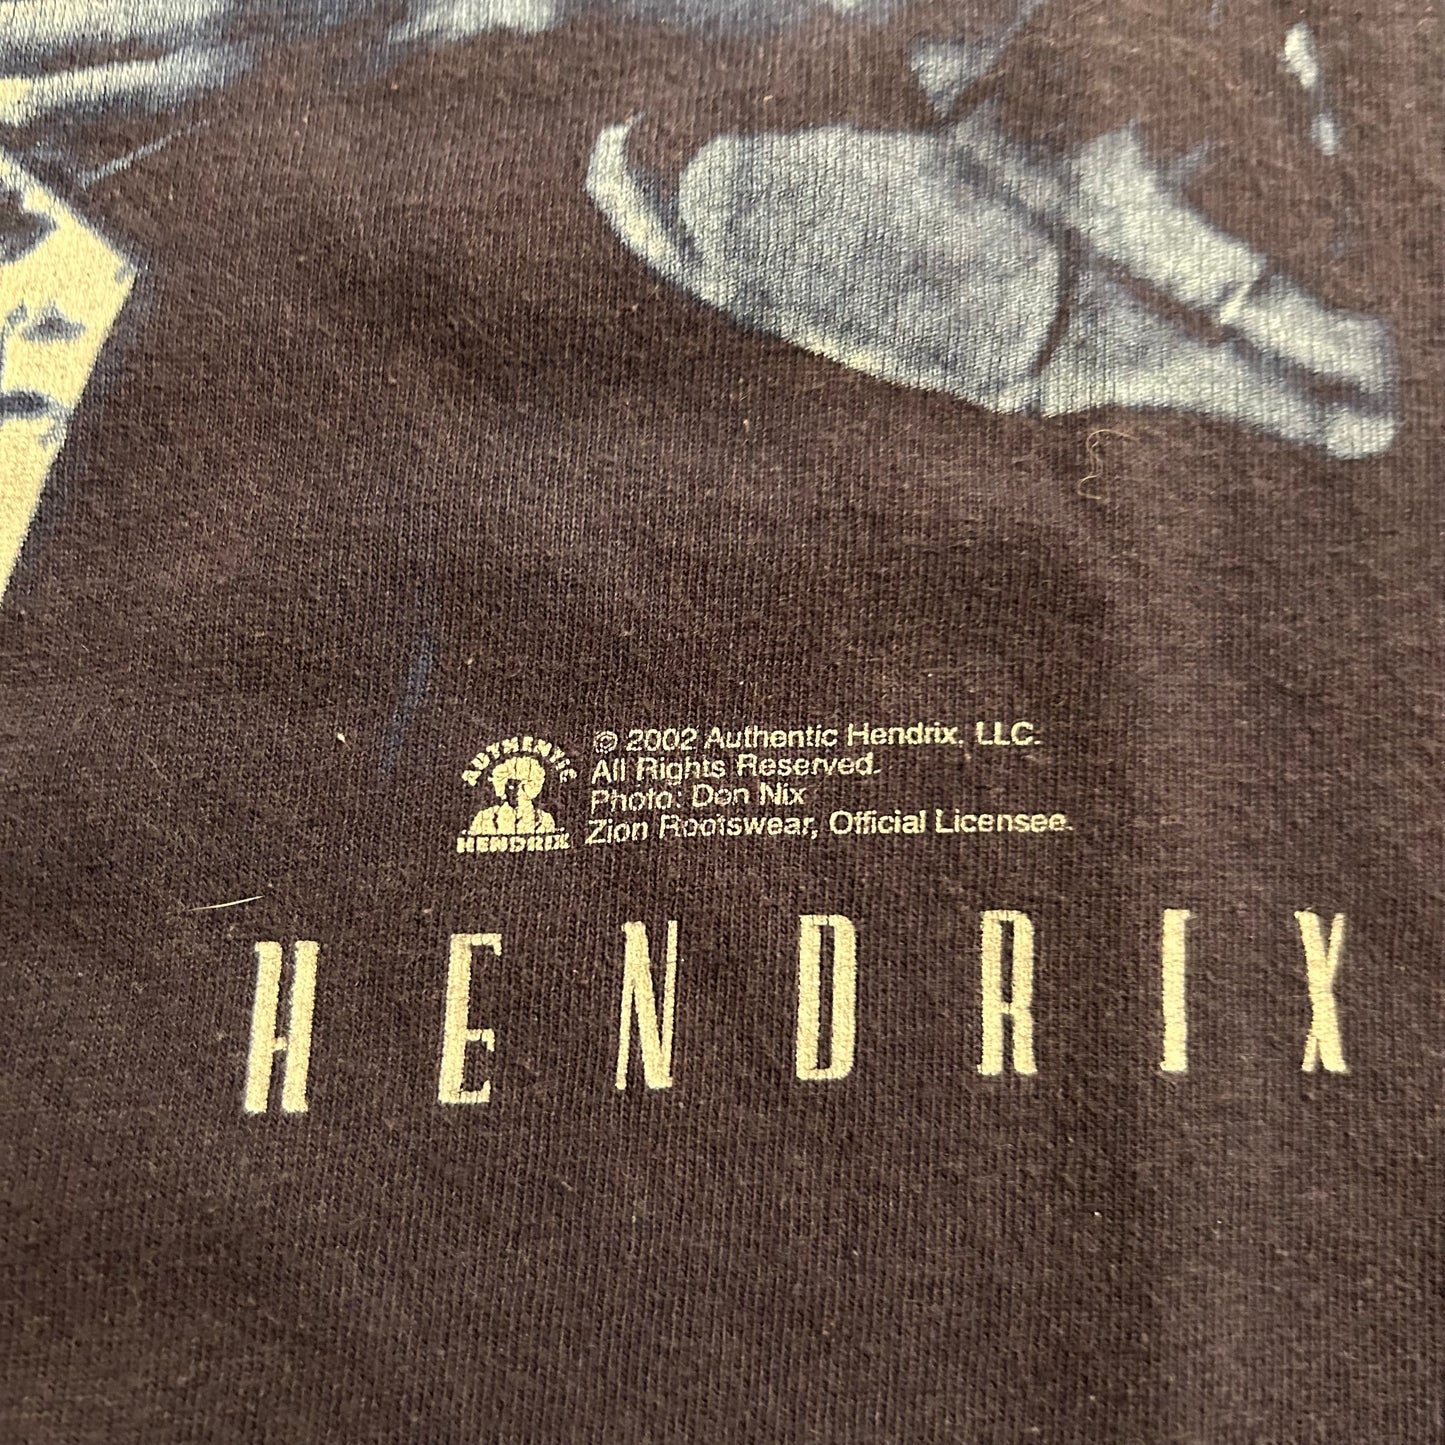 AUTHENTIC
HENDRIX
© 2002 Authentic Hendrix, LLC.
All Rights Reserved.
Photo: Don Nix
Zion Rootswear, Official Licensee.
HENDRIX